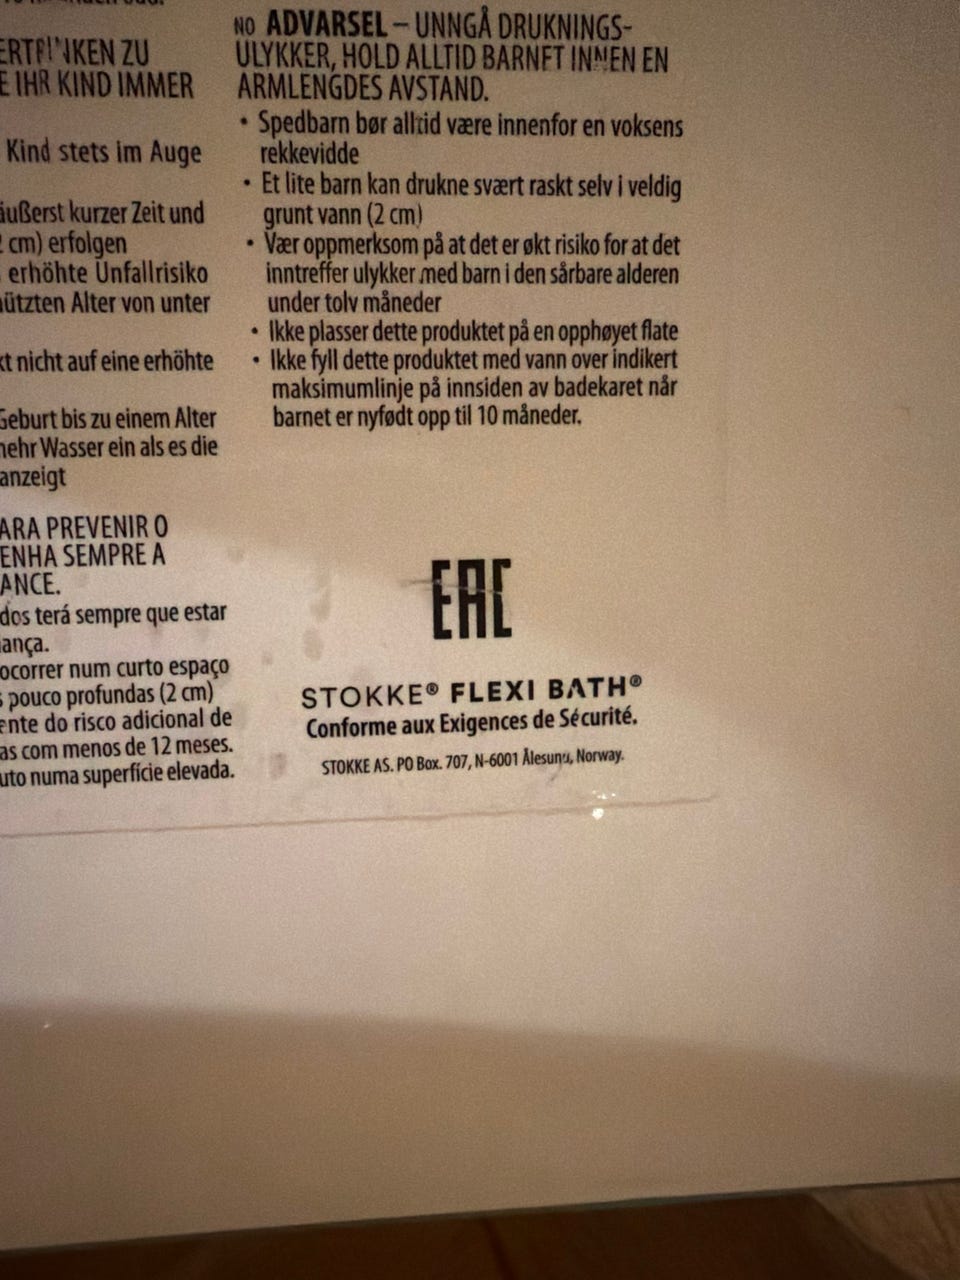 ERTRINKEN ZU
E IHR KIND IMMER
Kind stets im Auge
äußerst kurzer Zeit und
2 cm) erfolgen
erhöhte Unfallrisiko
ützten Alter von unter
kt nicht auf eine erhöhte
Geburt bis zu einem Alter
mehr Wasser ein als es die
anzeigt
ARA PREVENIR O
ENHA SEMPRE A
ANCE.
dos terá sempre que estar
iança.
ocorrer num curto espaço
s pouco profundas (2 cm)
ente do risco adicional de
as com menos de 12 meses.
uto numa superfície elevada.
NO ADVARSEL – UNNGÅ DRUKNINGS-
ULYKKER, HOLD ALLTID BARNET INNEN EN
ARMLENGDES AVSTAND.
• Spedbarn bør alltid være innenfor en voksens
rekkevidde
• Et lite barn kan drukne svært raskt selv i veldig
grunt vann (2 cm)
• Vær oppmerksom på at det er økt risiko for at det
inntreffer ulykker med barn i den sårbare alderen
under tolv måneder
• Ikke plasser dette produktet på en opphøyet flate
• Ikke fyll dette produktet med vann over indikert
maksimumlinje på innsiden av badekaret når
barnet er nyfødt opp til 10 måneder.
EAC
STOKKE® FLEXI BATH®
Conforme aux Exigences de Sécurité.
STOKKE AS. PO Box. 707, N-6001 Ålesund, Norway.